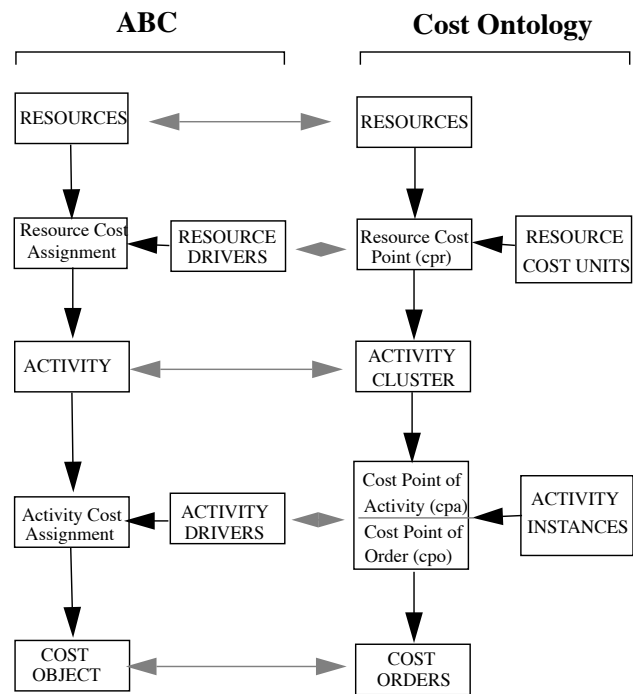 ABC
Cost Ontology
RESOURCES
RESOURCES
Resource Cost
Assignment
RESOURCE
DRIVERS
Resource Cost
Point (cpr)
RESOURCE
COST UNITS
ACTIVITY
ACTIVITY
CLUSTER
Activity Cost
Assignment
ACTIVITY
DRIVERS
Cost Point of
Activity (cpa)
Cost Point of
Order (cpo)
ACTIVITY
INSTANCES
COST
OBJECT
COST
ORDERS